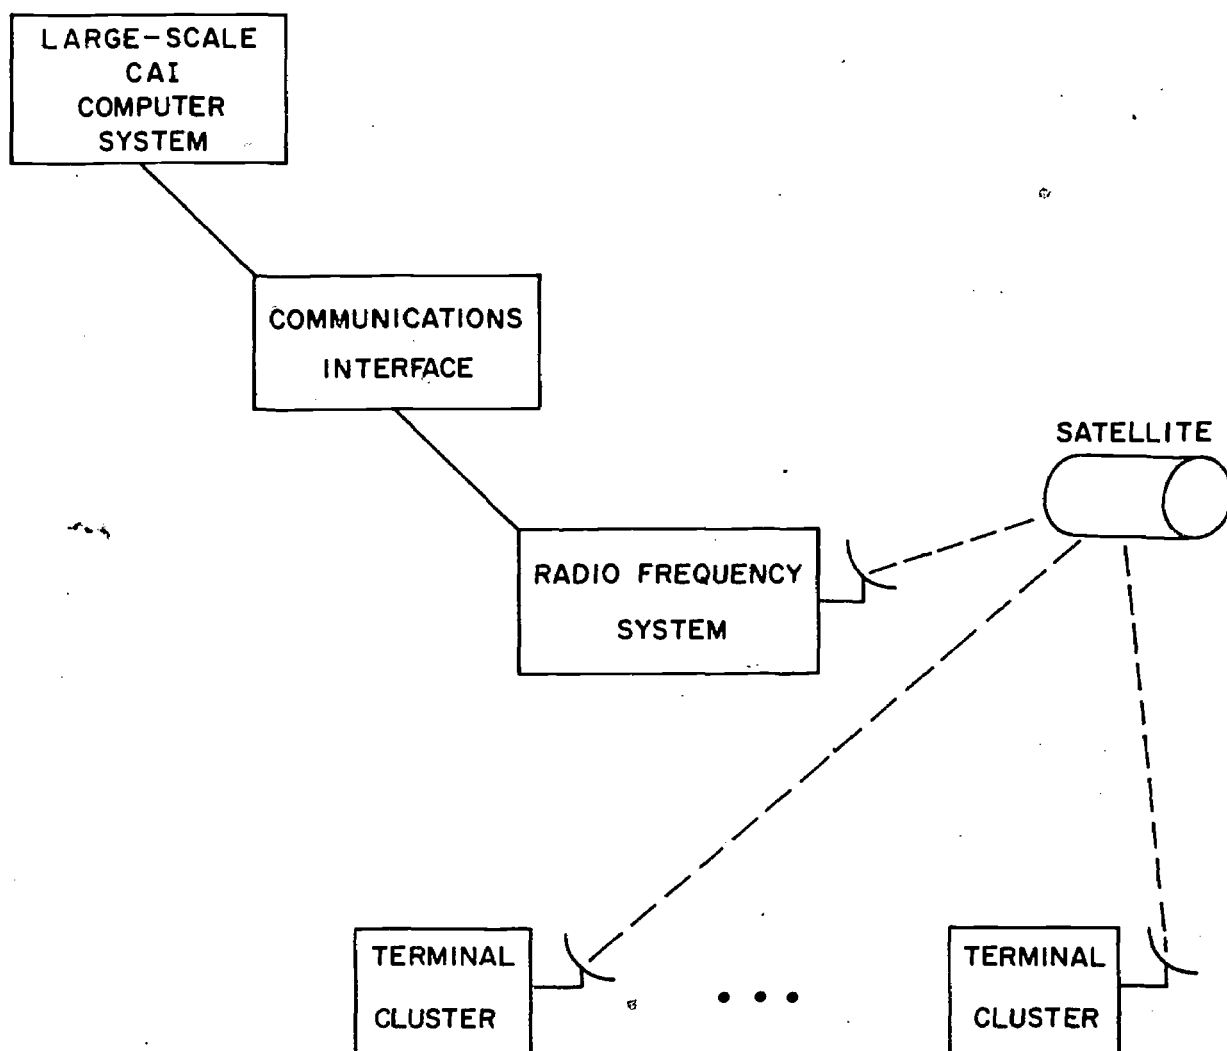 LARGE-SCALE
CAI
COMPUTER
SYSTEM
COMMUNICATIONS
INTERFACE
SATELLITE
RADIO FREQUENCY
SYSTEM
TERMINAL
CLUSTER
TERMINAL
CLUSTER